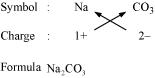 Symbol : Na CO₃
Charge : 1+ 2–
Formula Na₂CO₃